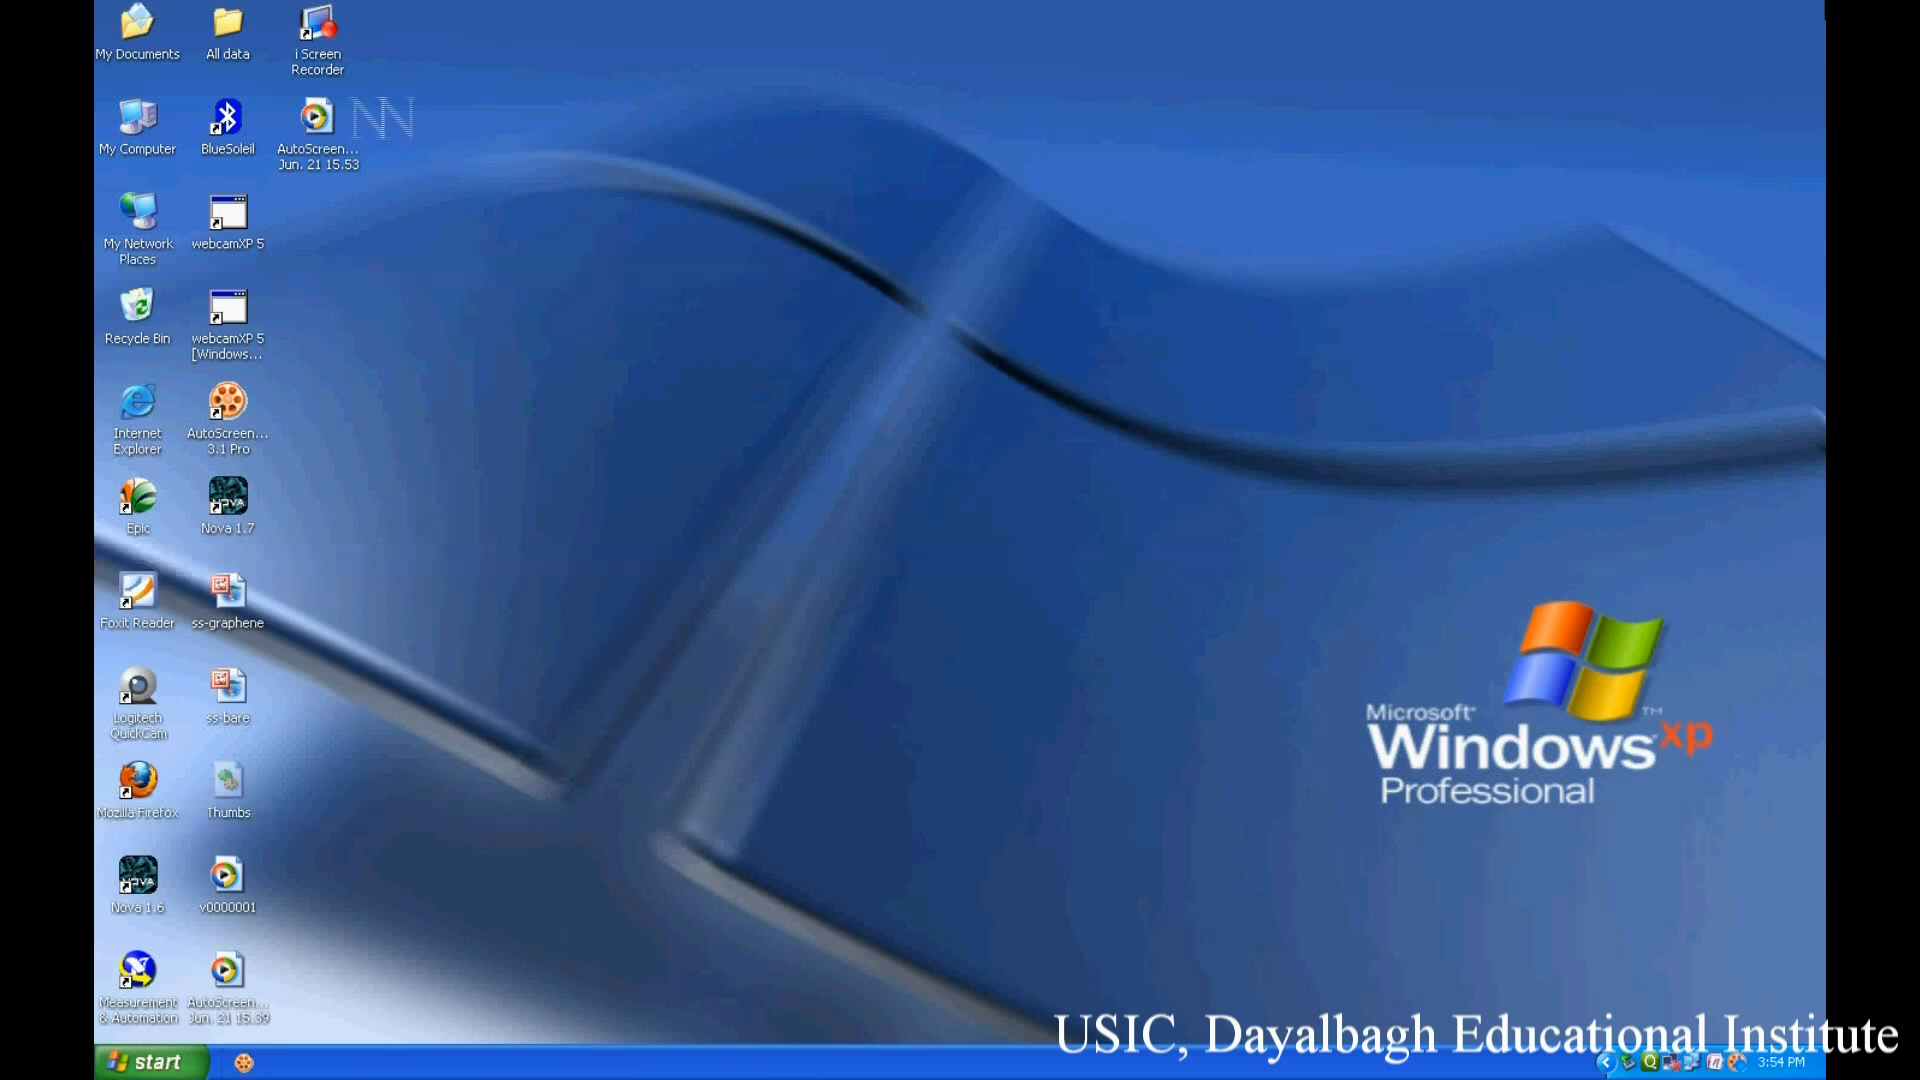 My Documents
All data
i Screen
Recorder
My Computer
BlueSoleil
AutoScreen...
Jun. 21 15.53
My Network
Places
webcamXP 5
Recycle Bin
webcamXP 5
[Windows...
Internet
Explorer
AutoScreen...
3.1 Pro
Epic
NOVA
Nova 1.7
Foxit Reader
ss-graphene
Logitech
QuickCam
ss-bare
Mozilla Firefox
Thumbs
NOVA
Nova 1.6
v0000001
Measurement
& Automation
AutoScreen...
Jun. 21 15.39
Microsoft
Windows xp
TM
Professional
USIC, Dayalbagh Educational Institute
start
3:54 PM